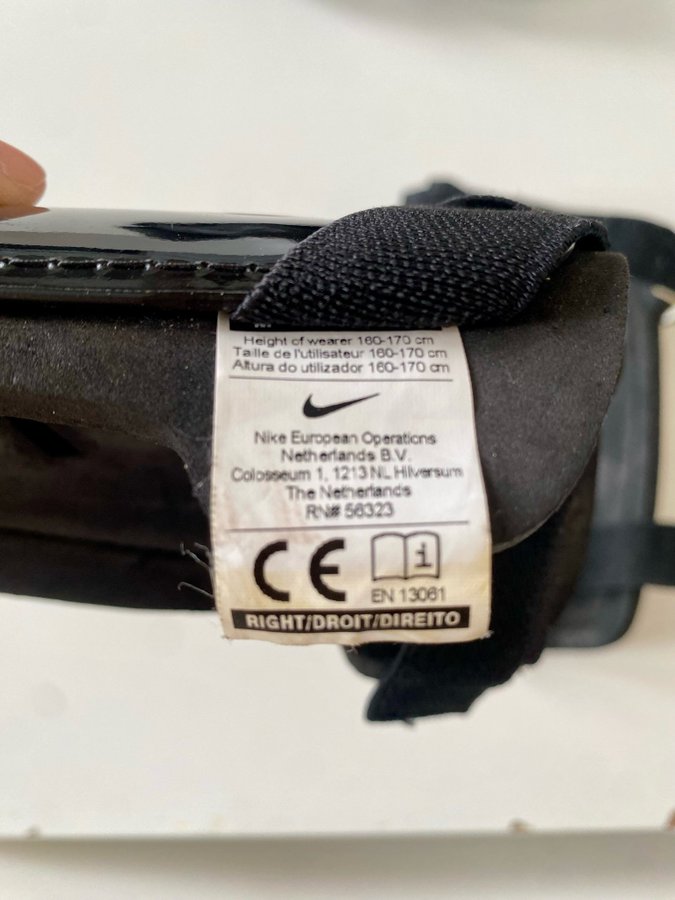 Height of wearer 160-170 cm
Taille de l'utilisateur 160-170 cm
Altura do utilizador 160-170 cm
Nike European Operations
Netherlands B.V.
Colosseum 1, 1213 NL Hilversum
The Netherlands
RN# 56323
CE
i
EN 13061
RIGHT/DROIT/DIREITO